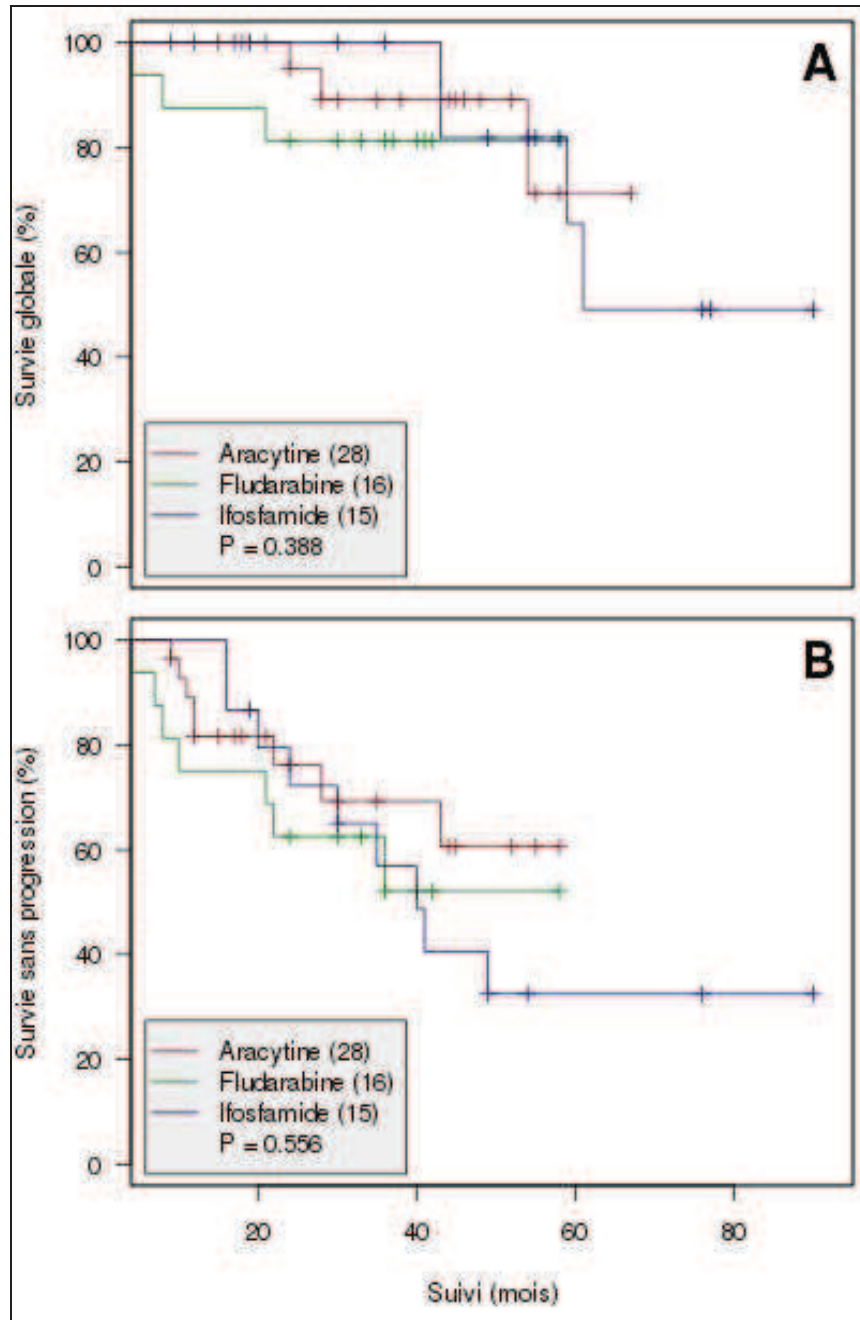 A
100
80
60
40
20
0
Survie globale (%)
Aracytine (28)
Fludarabine (16)
Ifosfamide (15)
P = 0.388
B
100
80
60
40
20
0
Survie sans progression (%)
Aracytine (28)
Fludarabine (16)
Ifosfamide (15)
P = 0.556
20 40 60 80
Suivi (mois)